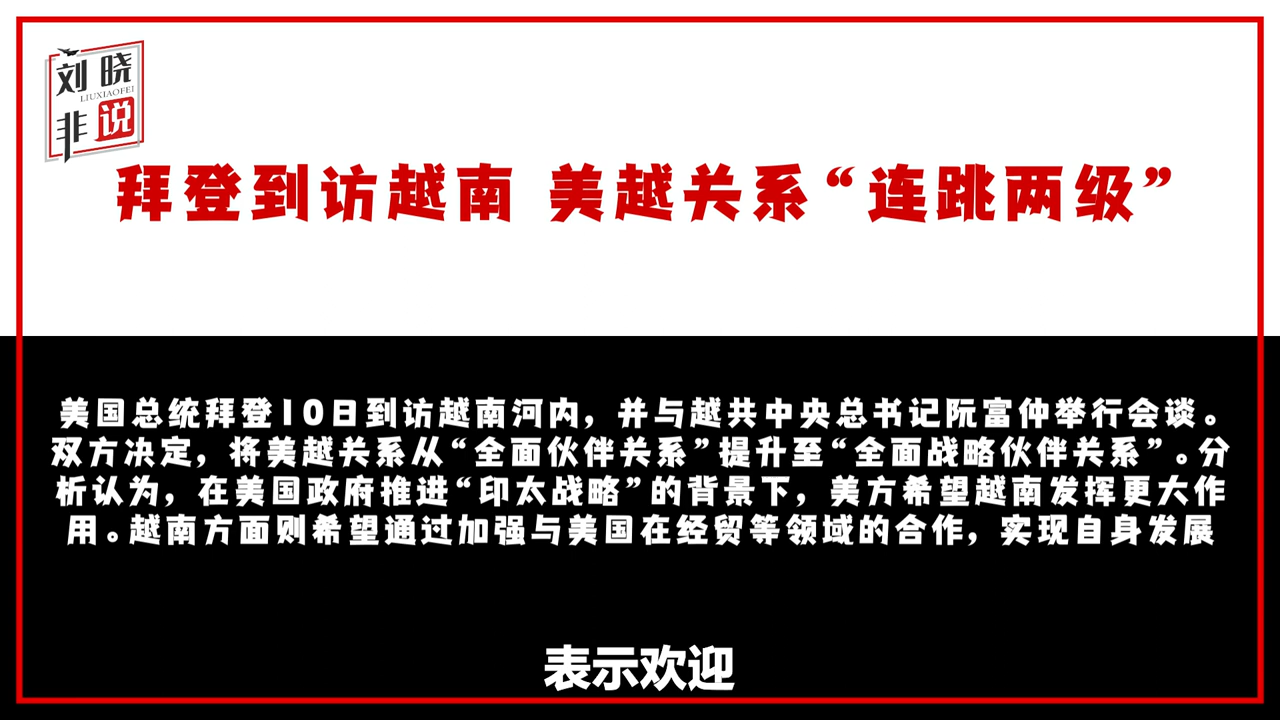 刘晓
LIUXIAOFEI
非说
拜登到访越南 美越关系“连跳两级”
美国总统拜登10日到访越南河内，并与越共中央总书记阮富仲举行会谈。
双方决定，将美越关系从“全面伙伴关系”提升至“全面战略伙伴关系”。分
析认为，在美国政府推进“印太战略”的背景下，美方希望越南发挥更大作
用。越南方面则希望通过加强与美国在经贸等领域的合作，实现自身发展
表示欢迎